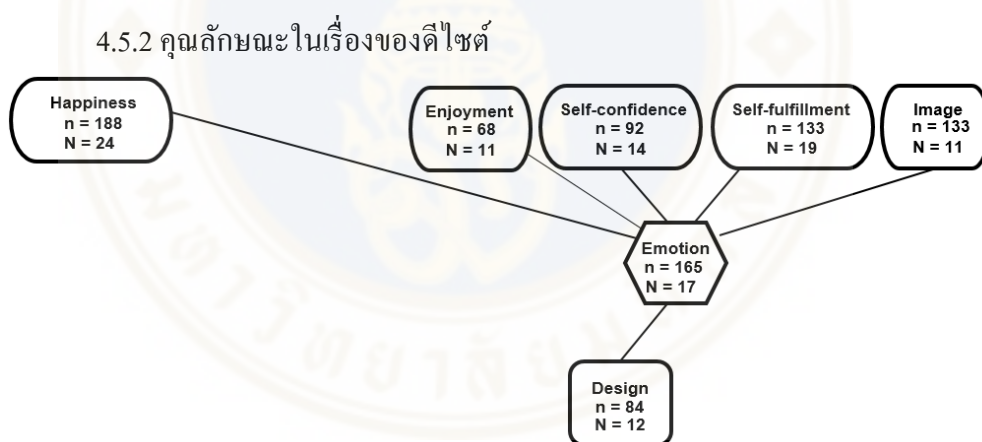 4.5.2 คุณลักษณะในเรื่องของดีไซต์
Happiness
n = 188
N = 24
Enjoyment
n = 68
N = 11
Self-confidence
n = 92
N = 14
Self-fulfillment
n = 133
N = 19
Image
n = 133
N = 11
Emotion
n = 165
N = 17
Design
n = 84
N = 12